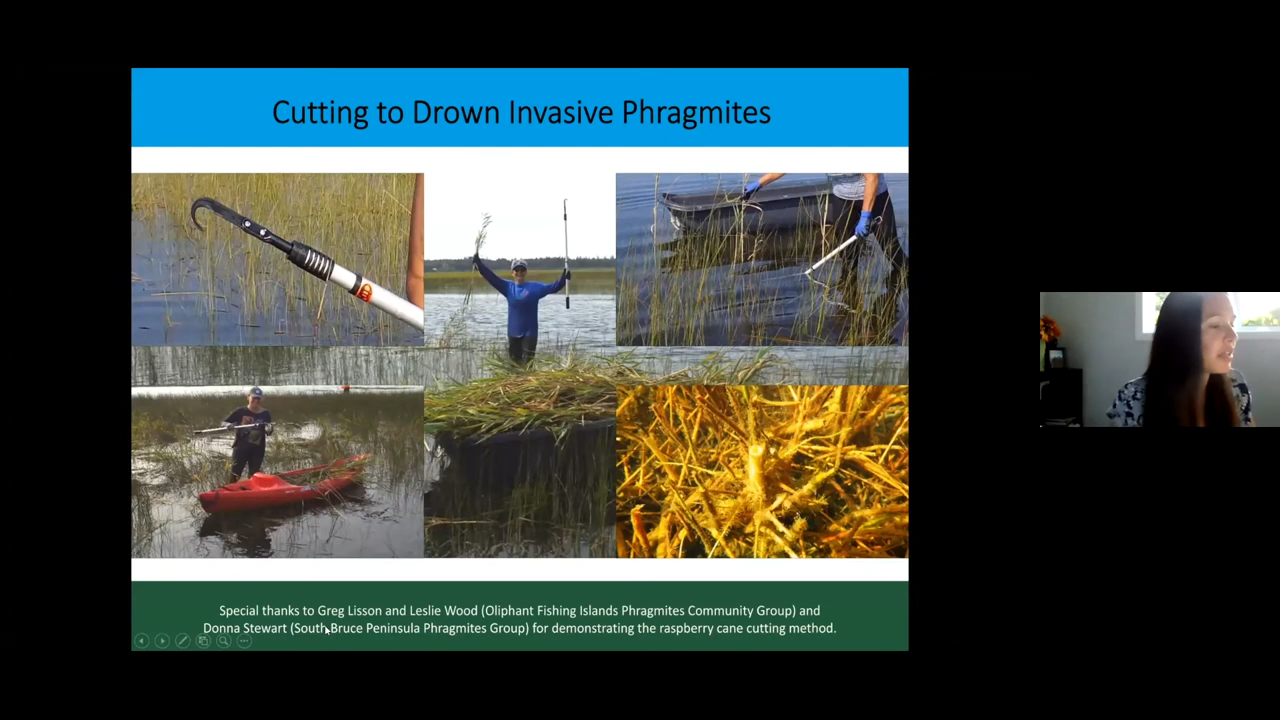 Cutting to Drown Invasive Phragmites
Special thanks to Greg Lisson and Leslie Wood (Oliphant Fishing Islands Phragmites Community Group) and
Donna Stewart (South Bruce Peninsula Phragmites Group) for demonstrating the raspberry cane cutting method.